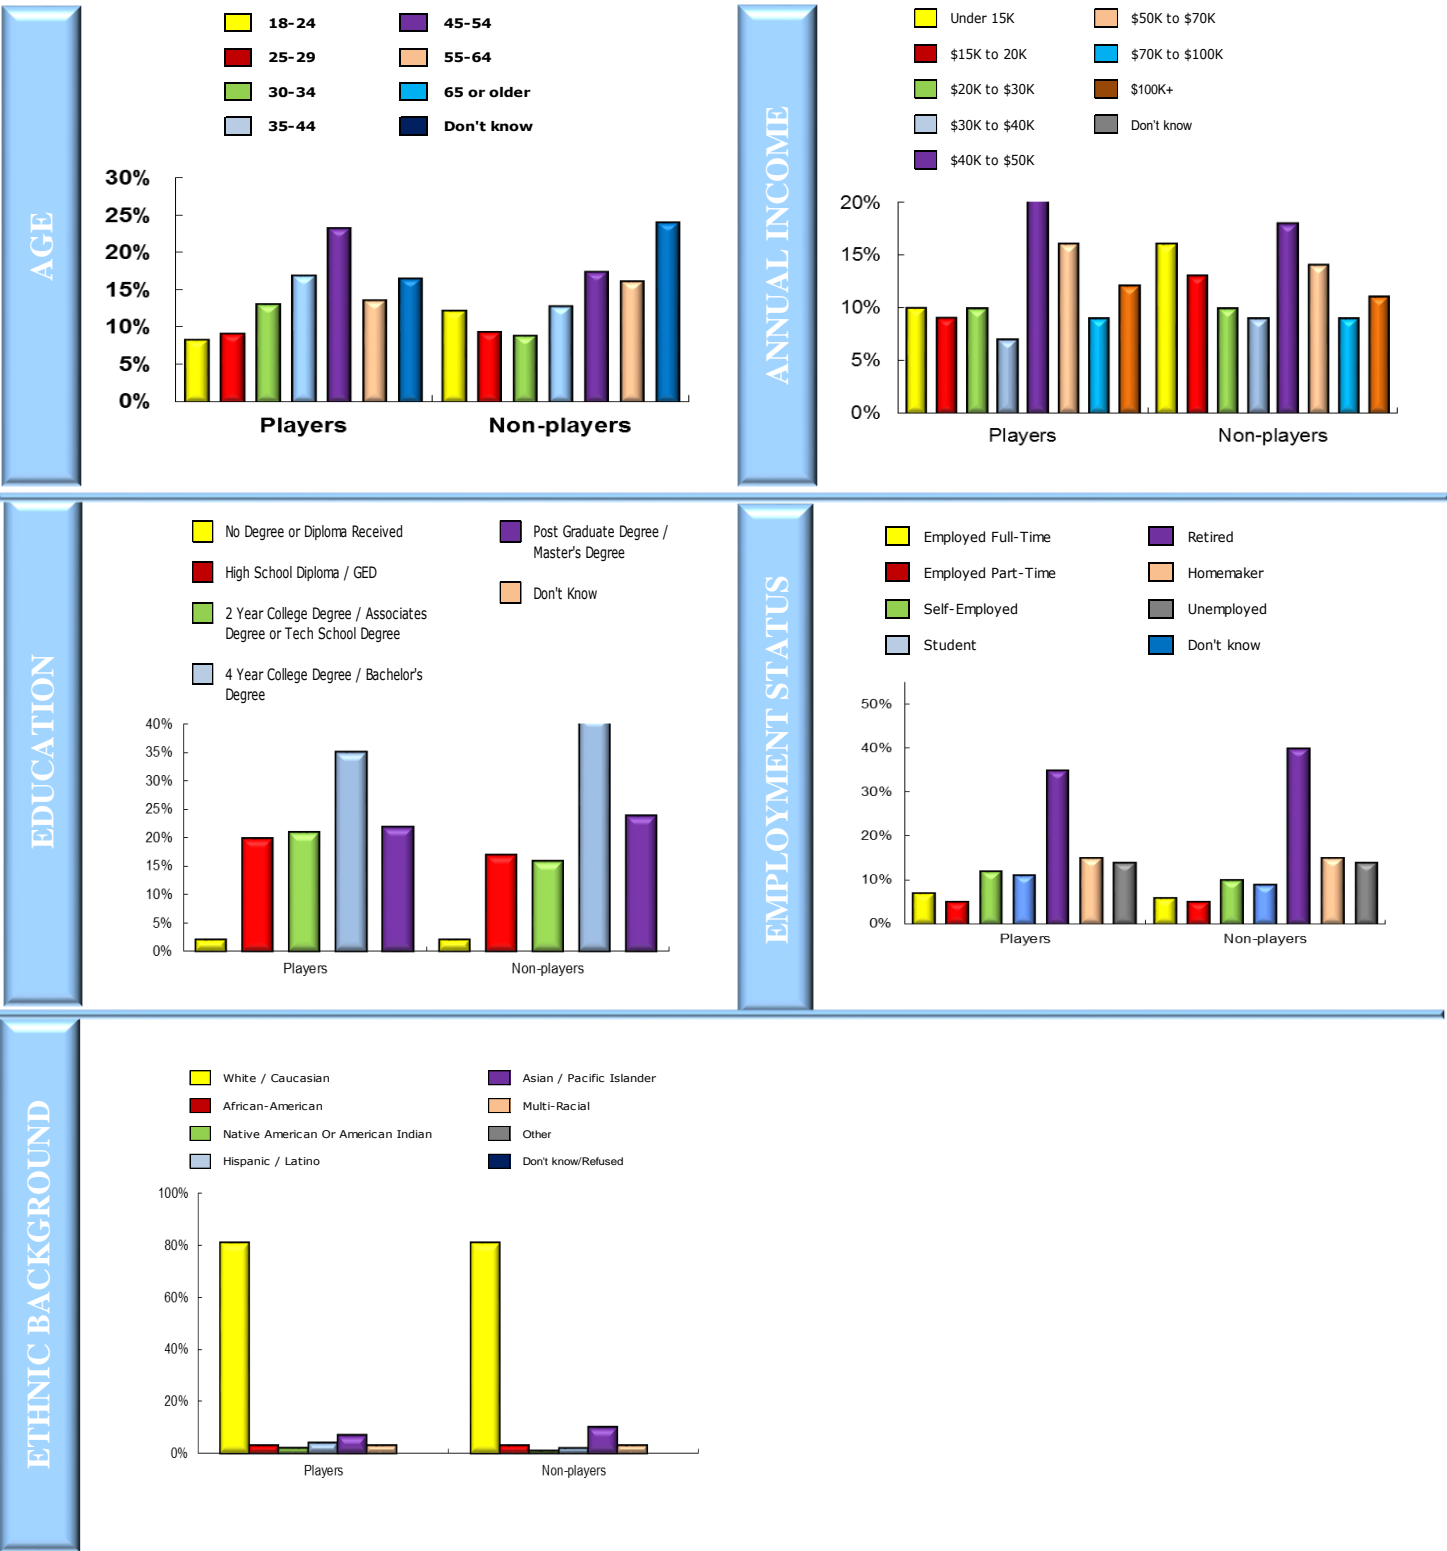 AGE
18-24
25-29
30-34
35-44
45-54
55-64
65 or older
Don't know
30%
25%
20%
15%
10%
5%
0%
Players
Non-players
ANNUAL INCOME
Under 15K
$15K to 20K
$20K to $30K
$30K to $40K
$40K to $50K
$50K to $70K
$70K to $100K
$100K+
Don't know
20%
15%
10%
5%
0%
Players
Non-players
EDUCATION
No Degree or Diploma Received
High School Diploma / GED
2 Year College Degree / Associates
Degree or Tech School Degree
4 Year College Degree / Bachelor's
Degree
Post Graduate Degree /
Master's Degree
Don't Know
40%
35%
30%
25%
20%
15%
10%
5%
0%
Players
Non-players
EMPLOYMENT STATUS
Employed Full-Time
Employed Part-Time
Self-Employed
Student
Retired
Homemaker
Unemployed
Don't know
50%
40%
30%
20%
10%
0%
Players
Non-players
ETHNIC BACKGROUND
White / Caucasian
African-American
Native American Or American Indian
Hispanic / Latino
Asian / Pacific Islander
Multi-Racial
Other
Don't know/Refused
100%
80%
60%
40%
20%
0%
Players
Non-players